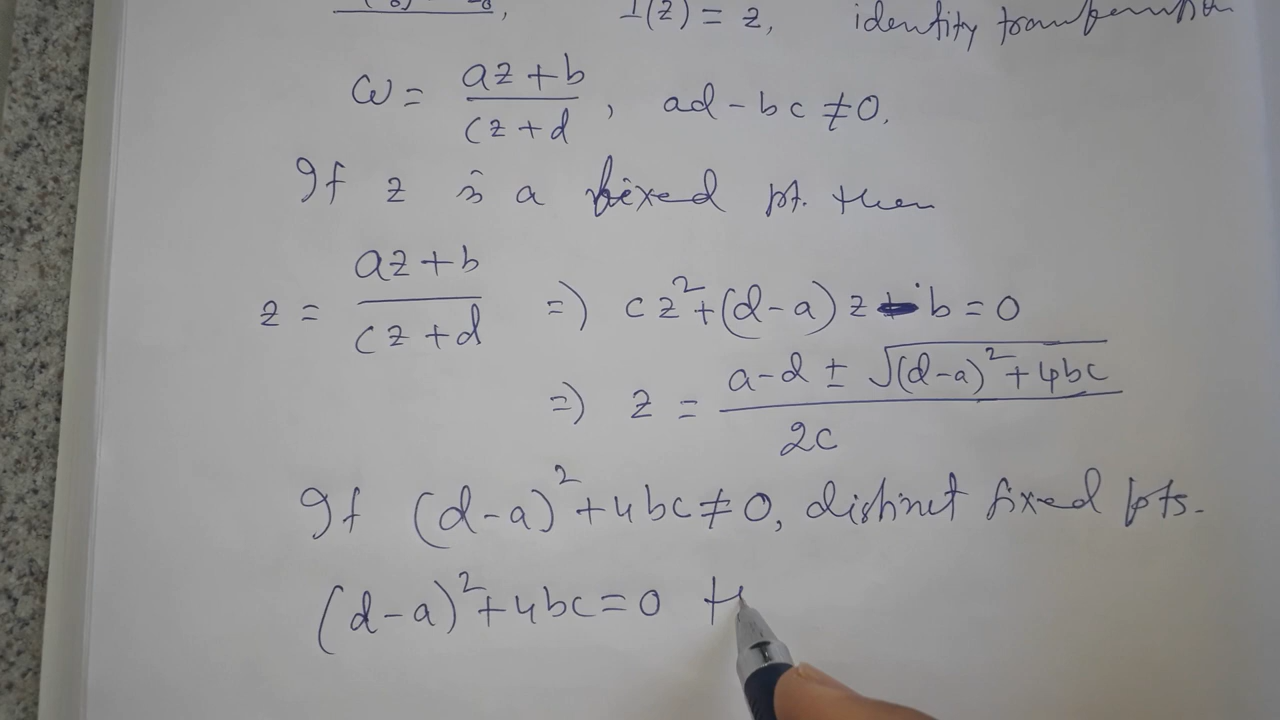 I(z) = z, identity
ω = (az + b)/(cz + d), ad - bc ≠ 0.
If z is a fixed pt. then
z = (az + b)/(cz + d) => cz² + (d-a) z - b = 0
=> z = (a-d ± √((d-a)² + 4bc))/(2c)
If (d-a)² + 4bc ≠ 0, distinct fixed pts.
(d-a)² + 4bc = 0